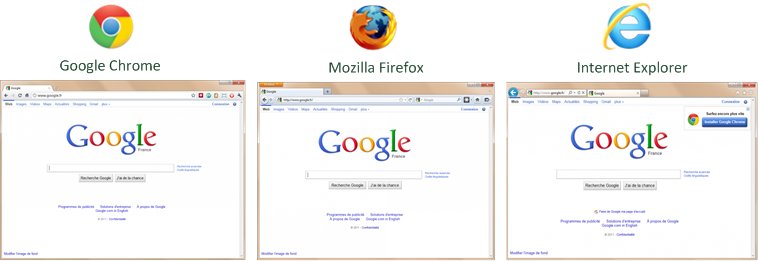 Google Chrome
Mozilla Firefox
Internet Explorer
Google
www.google.fr
Web Images Vidéos Maps Actualités Shopping Gmail plus
Connexion
Google
France
Recherche avancée
Outils linguistiques
Recherche Google J'ai de la chance
Programmes de publicité Solutions d'entreprise À propos de Google
Google.com in English
© 2011 - Confidentialité
Modifier l'image de fond
Google
http://www.google.fr/
Google
Web Images Vidéos Maps Actualités Shopping Gmail plus
Connexion
Google
France
Recherche avancée
Outils linguistiques
Recherche Google J'ai de la chance
Programmes de publicité Solutions d'entreprise
À propos de Google Google.com in English
© 2011 - Confidentialité
Modifier l'image de fond
http://www.google.fr/
Google
Web Images Vidéos Maps Actualités Shopping Gmail plus
Connexion
Surfez encore plus vite
Installer Google Chrome
Google
France
Recherche avancée
Outils linguistiques
Recherche Google J'ai de la chance
Faire de Google ma page d'accueil
Programmes de publicité Solutions d'entreprise À propos de Google
Google.com in English
© 2011 - Confidentialité
Modifier l'image de fond